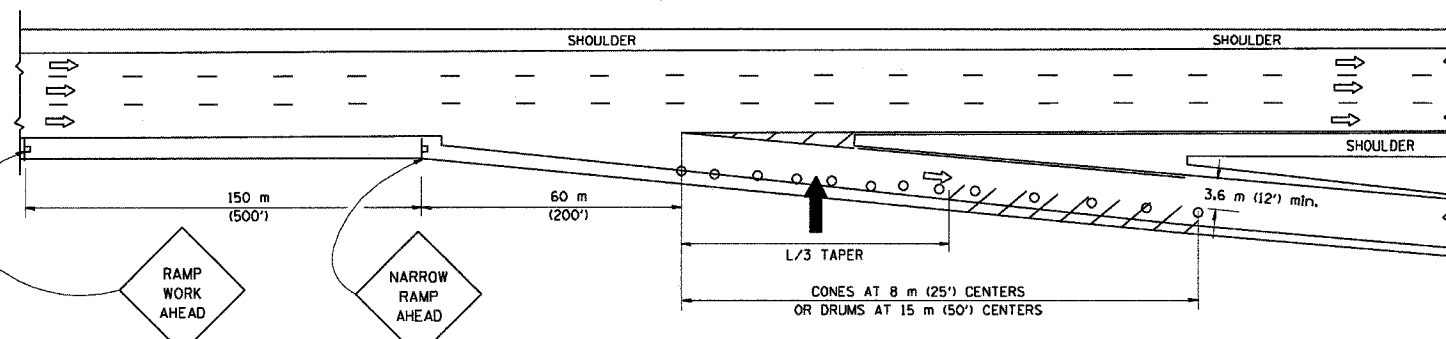 SHOULDER
SHOULDER
SHOULDER
3.6 m (12') min.
150 m
(500')
60 m
(200')
L/3 TAPER
RAMP
WORK
AHEAD
NARROW
RAMP
AHEAD
CONES AT 8 m (25') CENTERS
OR DRUMS AT 15 m (50') CENTERS